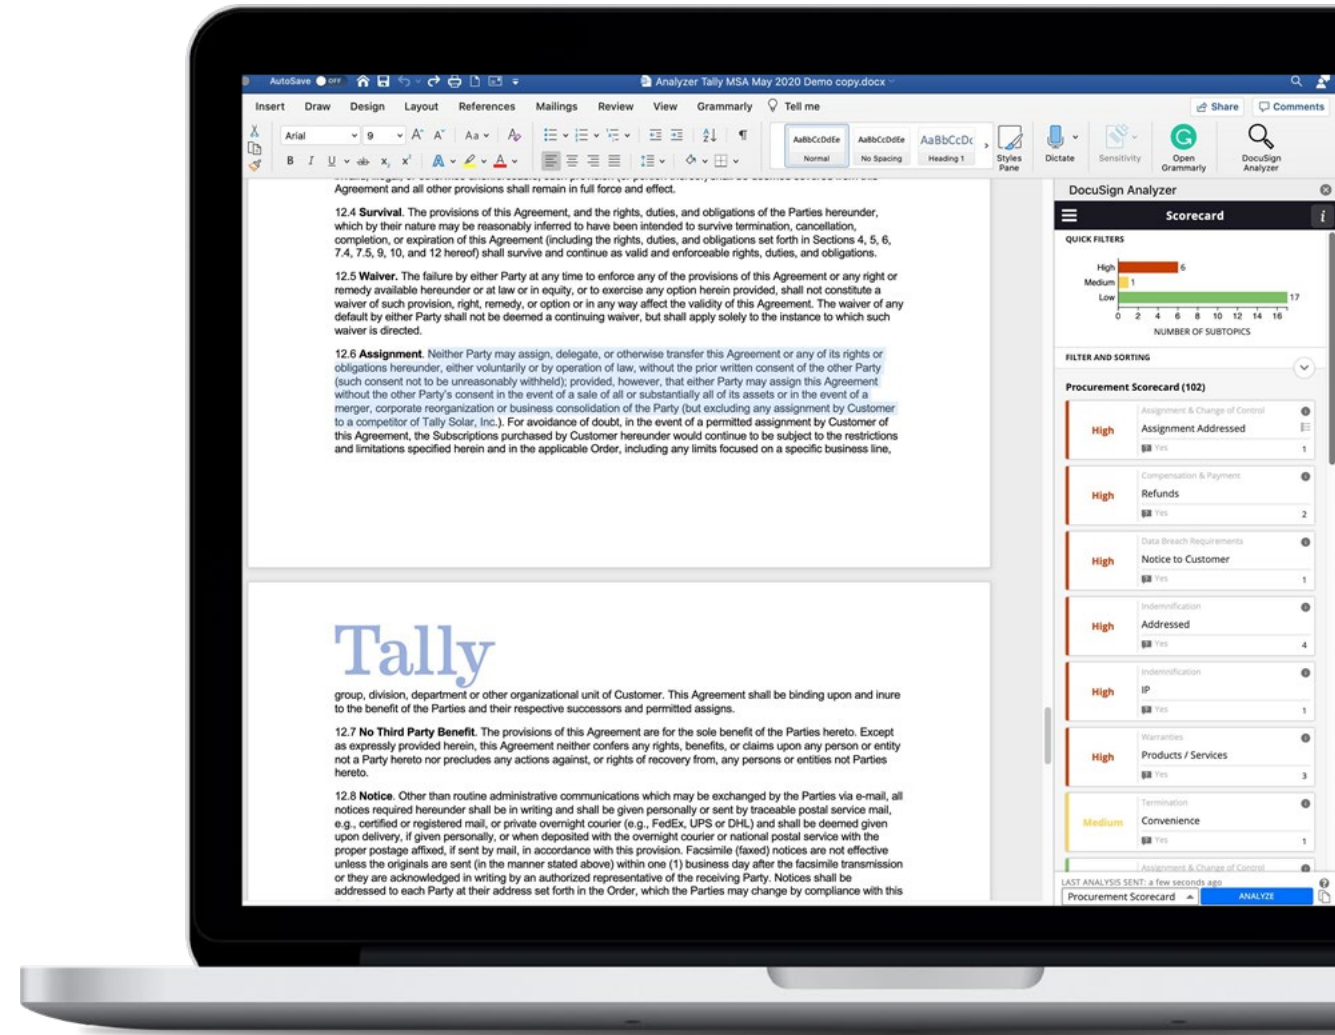 AutoSave OFF
Analyzer Tally MSA May 2020 Demo copy.docx
Insert Draw Design Layout References Mailings Review View Grammarly Tell me Share Comments
Arial 9 A A Aa A
AaBbCcDdEe AaBbCcDdEe AaBbCcDc
Normal No Spacing Heading 1 Styles Pane Dictate Sensitivity Open Grammarly DocuSign Analyzer
B I U ab X X A A
Agreement and all other provisions shall remain in full force and effect.
12.4 Survival. The provisions of this Agreement, and the rights, duties, and obligations of the Parties hereunder,
which by their nature may be reasonably inferred to have been intended to survive termination, cancellation,
completion, or expiration of this Agreement (including the rights, duties, and obligations set forth in Sections 4, 5, 6,
7.4, 7.5, 9, 10, and 12 hereof) shall survive and continue as valid and enforceable rights, duties, and obligations.
12.5 Waiver. The failure by either Party at any time to enforce any of the provisions of this Agreement or any right or
remedy available hereunder or at law or in equity, or to exercise any option herein provided, shall not constitute a
waiver of such provision, right, remedy, or option or in any way affect the validity of this Agreement. The waiver of any
default by either Party shall not be deemed a continuing waiver, but shall apply solely to the instance to which such
waiver is directed.
12.6 Assignment. Neither Party may assign, delegate, or otherwise transfer this Agreement or any of its rights or
obligations hereunder, either voluntarily or by operation of law, without the prior written consent of the other Party
(such consent not to be unreasonably withheld); provided, however, that either Party may assign this Agreement
without the other Party's consent in the event of a sale of all or substantially all of its assets or in the event of a
merger, corporate reorganization or business consolidation of the Party (but excluding any assignment by Customer
to a competitor of Tally Solar, Inc.). For avoidance of doubt, in the event of a permitted assignment by Customer of
this Agreement, the Subscriptions purchased by Customer hereunder would continue to be subject to the restrictions
and limitations specified herein and in the applicable Order, including any limits focused on a specific business line,
Tally
group, division, department or other organizational unit of Customer. This Agreement shall be binding upon and inure
to the benefit of the Parties and their respective successors and permitted assigns.
12.7 No Third Party Benefit. The provisions of this Agreement are for the sole benefit of the Parties hereto. Except
as expressly provided herein, this Agreement neither confers any rights, benefits, or claims upon any person or entity
not a Party hereto nor precludes any actions against, or rights of recovery from, any persons or entities not Parties
hereto.
12.8 Notice. Other than routine administrative communications which may be exchanged by the Parties via e-mail, all
notices required hereunder shall be in writing and shall be given personally or sent by traceable postal service mail,
e.g., certified or registered mail, or private overnight courier (e.g., FedEx, UPS or DHL) and shall be deemed given
upon delivery, if given personally, or when deposited with the overnight courier or national postal service with the
proper postage affixed, if sent by mail, in accordance with this provision. Facsimile (faxed) notices are not effective
unless the originals are sent (in the manner stated above) within one (1) business day after the facsimile transmission
or they are acknowledged in writing by an authorized representative of the receiving Party. Notices shall be
addressed to each Party at their address set forth in the Order, which the Parties may change by compliance with this
DocuSign Analyzer
Scorecard
QUICK FILTERS
High 6
Medium 1
Low 17
0 2 4 6 8 10 12 14 16
NUMBER OF SUBTOPICS
FILTER AND SORTING
Procurement Scorecard (102)
Assignment & Change of Control
High Assignment Addressed
Yes 1
Compensation & Payment
High Refunds
Yes 2
Data Breach Requirements
High Notice to Customer
Yes 1
Indemnification
High Addressed
Yes 4
Indemnification
High IP
Yes 1
Warranties
High Products / Services
Yes 3
Termination
Medium Convenience
Yes 1
Assignment & Change of Control
LAST ANALYSIS SENT: a few seconds ago
Procurement Scorecard ANALYZE